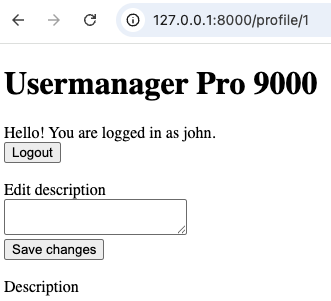 127.0.0.1:8000/profile/1
Usermanager Pro 9000
Hello! You are logged in as john.
Logout
Edit description
Save changes
Description